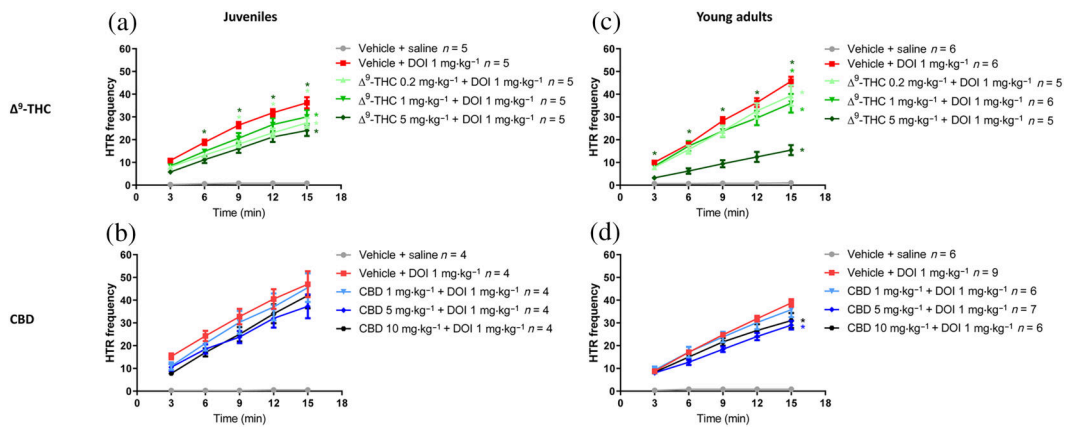 Juveniles
Young adults
Δ⁹-THC
CBD
(a)
HTR frequency
60
50
40
30
20
10
0
0 3 6 9 12 15 18
Time (min)
* * * * * * * *
Vehicle + saline n = 5
Vehicle + DOI 1 mg·kg⁻¹ n = 5
Δ⁹-THC 0.2 mg·kg⁻¹ + DOI 1 mg·kg⁻¹ n = 5
Δ⁹-THC 1 mg·kg⁻¹ + DOI 1 mg·kg⁻¹ n = 5
Δ⁹-THC 5 mg·kg⁻¹ + DOI 1 mg·kg⁻¹ n = 5
(c)
HTR frequency
60
50
40
30
20
10
0
0 3 6 9 12 15 18
Time (min)
Vehicle + saline n = 6
Vehicle + DOI 1 mg·kg⁻¹ n = 6
Δ⁹-THC 0.2 mg·kg⁻¹ + DOI 1 mg·kg⁻¹ n = 5
Δ⁹-THC 1 mg·kg⁻¹ + DOI 1 mg·kg⁻¹ n = 6
Δ⁹-THC 5 mg·kg⁻¹ + DOI 1 mg·kg⁻¹ n = 5
(b)
HTR frequency
60
50
40
30
20
10
0
0 3 6 9 12 15 18
Time (min)
Vehicle + saline n = 4
Vehicle + DOI 1 mg·kg⁻¹ n = 4
CBD 1 mg·kg⁻¹ + DOI 1 mg·kg⁻¹ n = 4
CBD 5 mg·kg⁻¹ + DOI 1 mg·kg⁻¹ n = 4
CBD 10 mg·kg⁻¹ + DOI 1 mg·kg⁻¹ n = 4
(d)
HTR frequency
60
50
40
30
20
10
0
0 3 6 9 12 15 18
Time (min)
Vehicle + saline n = 6
Vehicle + DOI 1 mg·kg⁻¹ n = 9
CBD 1 mg·kg⁻¹ + DOI 1 mg·kg⁻¹ n = 6
CBD 5 mg·kg⁻¹ + DOI 1 mg·kg⁻¹ n = 7
CBD 10 mg·kg⁻¹ + DOI 1 mg·kg⁻¹ n = 6